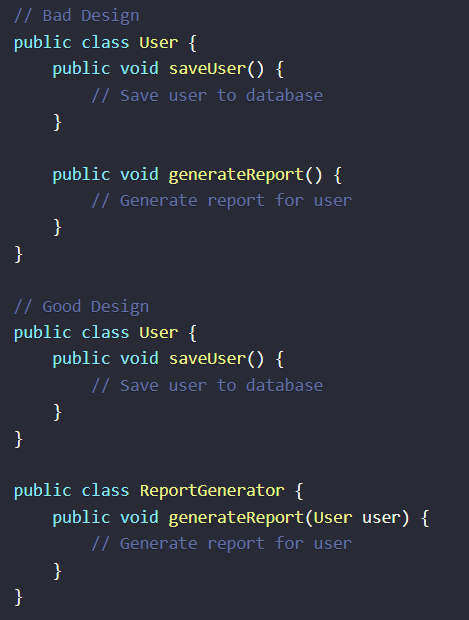 // Bad Design
public class User {
    public void saveUser() {
        // Save user to database
    }

    public void generateReport() {
        // Generate report for user
    }
}

// Good Design
public class User {
    public void saveUser() {
        // Save user to database
    }
}

public class ReportGenerator {
    public void generateReport(User user) {
        // Generate report for user
    }
}